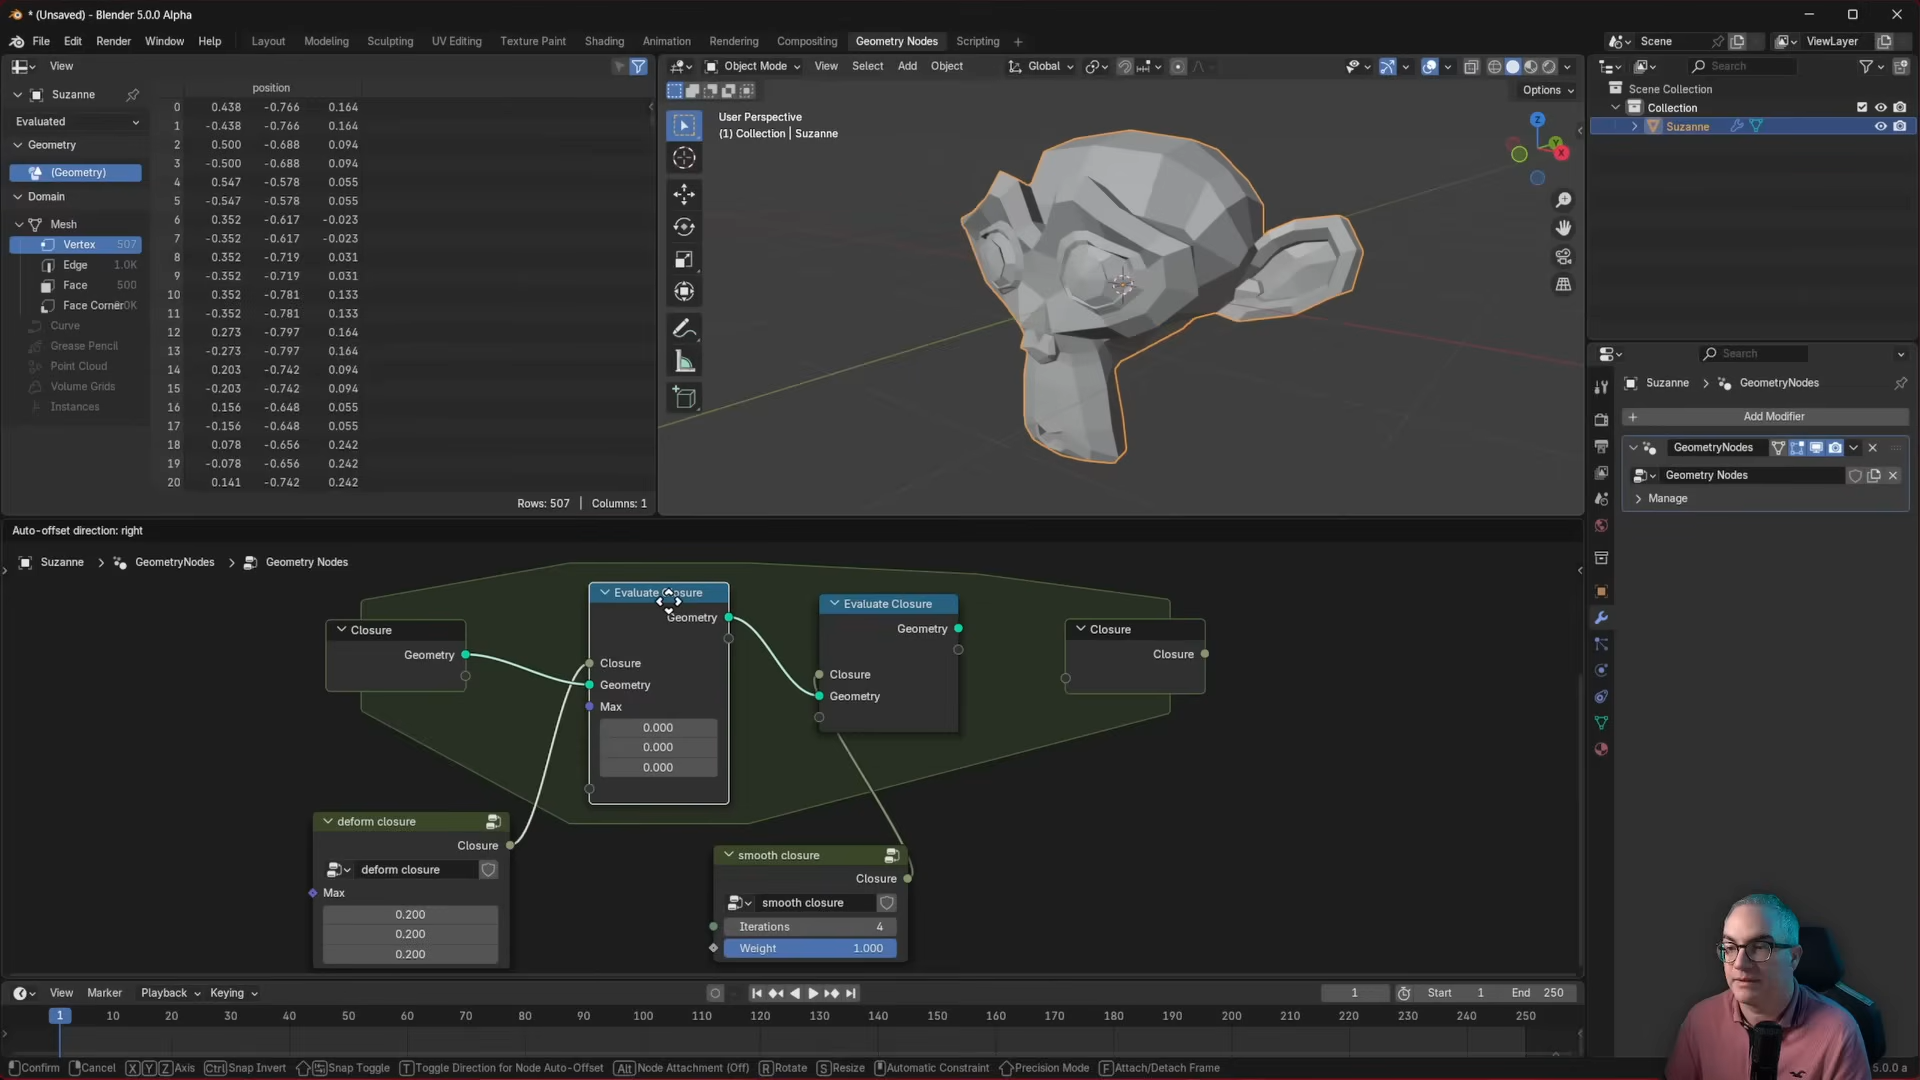 * (Unsaved) - Blender 5.0.0 Alpha
File Edit Render Window Help Layout Modeling Sculpting UV Editing Texture Paint Shading Animation Rendering Compositing Geometry Nodes Scripting + Scene ViewLayer
View
Suzanne
Evaluated
Geometry
(Geometry)
Domain
Mesh
Vertex 507
Edge 1.0K
Face 500
Face Corner
Curve
Grease Pencil
Point Cloud
Volume Grids
Instances
position
0 0.438 -0.766 0.164
1 -0.438 -0.766 0.164
2 0.500 -0.688 0.094
3 -0.500 -0.688 0.094
4 0.547 -0.578 0.055
5 -0.547 -0.578 0.055
6 0.352 -0.617 -0.023
7 -0.352 -0.617 -0.023
8 0.352 -0.719 0.031
9 -0.352 -0.719 0.031
10 0.352 -0.781 0.133
11 -0.352 -0.781 0.133
12 0.273 -0.797 0.164
13 -0.273 -0.797 0.164
14 0.203 -0.742 0.094
15 -0.203 -0.742 0.094
16 0.156 -0.648 0.055
17 -0.156 -0.648 0.055
18 0.078 -0.656 0.242
19 -0.078 -0.656 0.242
20 0.141 -0.742 0.242
Rows: 507 | Columns: 1
Object Mode View Select Add Object Global
Options
User Perspective
(1) Collection | Suzanne
Z
Y
X
Search
Scene Collection
Collection
Suzanne
Search
Suzanne > GeometryNodes
+ Add Modifier
GeometryNodes
Geometry Nodes
Manage
Auto-offset direction: right
Suzanne > GeometryNodes > Geometry Nodes
Closure
Geometry
Evaluate Closure
Geometry
Closure
Geometry
Max
0.000
0.000
0.000
Evaluate Closure
Geometry
Closure
Geometry
Closure
Closure
deform closure
Closure
deform closure
Max
0.200
0.200
0.200
smooth closure
Closure
smooth closure
Iterations 4
Weight 1.000
View Marker Playback Keying 1 Start 1 End 250
1 10 20 30 40 50 60 70 80 90 100 110 120 130 140 150 160 170 180 190 200 210 220 230 240 250
Confirm Cancel X Y Z Axis Ctrl Snap Invert Snap Toggle T Toggle Direction for Node Auto-Offset Alt Node Attachment (Off) R Rotate S Resize Automatic Constraint Precision Mode F Attach/Detach Frame 5.0.0 a